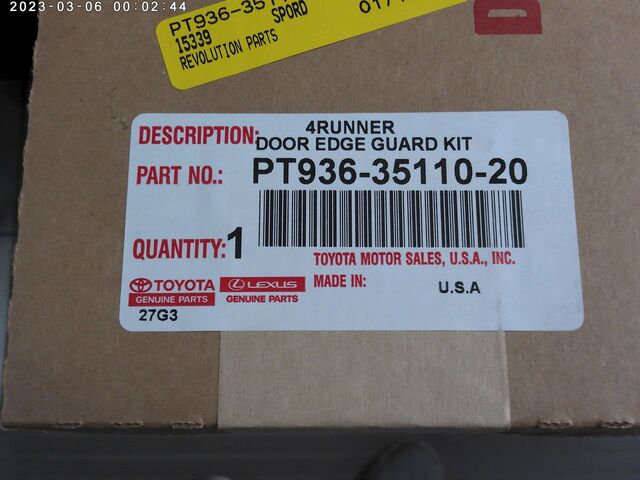 2023-03-06 00:02:44
PT936-3511
SPORD
15339
REVOLUTION PARTS
DESCRIPTION: 4RUNNER
DOOR EDGE GUARD KIT
PART NO.: PT936-35110-20
QUANTITY: 1
TOYOTA MOTOR SALES, U.S.A., INC.
TOYOTA LEXUS
GENUINE PARTS GENUINE PARTS
MADE IN: U.S.A
27G3